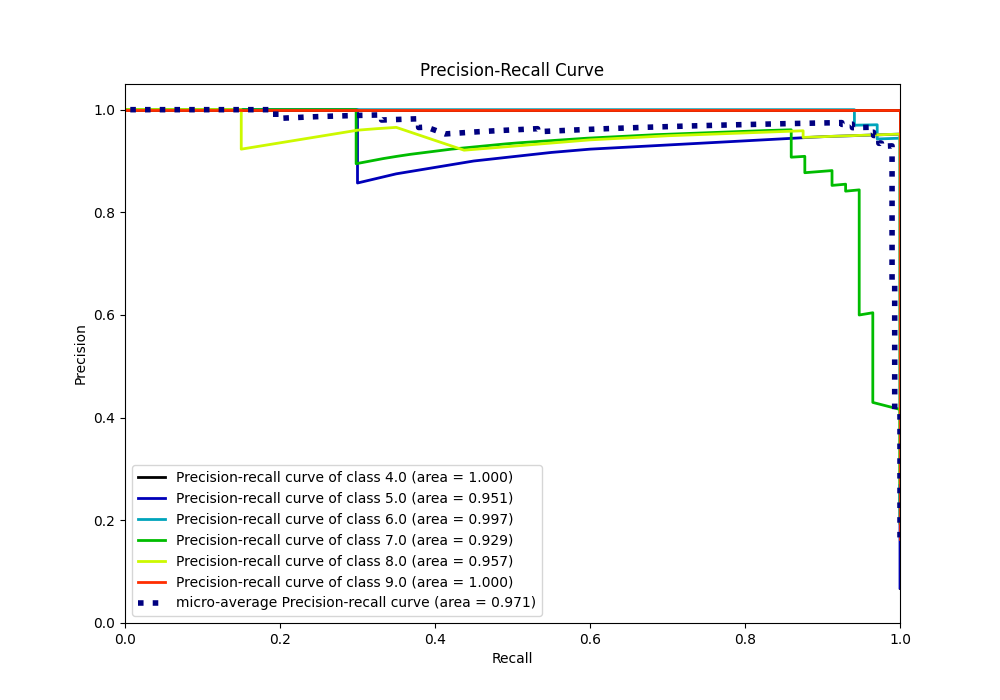 Precision-Recall Curve
1.0
0.8
0.6
0.4
0.2
0.0
Precision
Precision-recall curve of class 4.0 (area = 1.000)
Precision-recall curve of class 5.0 (area = 0.951)
Precision-recall curve of class 6.0 (area = 0.997)
Precision-recall curve of class 7.0 (area = 0.929)
Precision-recall curve of class 8.0 (area = 0.957)
Precision-recall curve of class 9.0 (area = 1.000)
micro-average Precision-recall curve (area = 0.971)
0.0 0.2 0.4 0.6 0.8 1.0
Recall